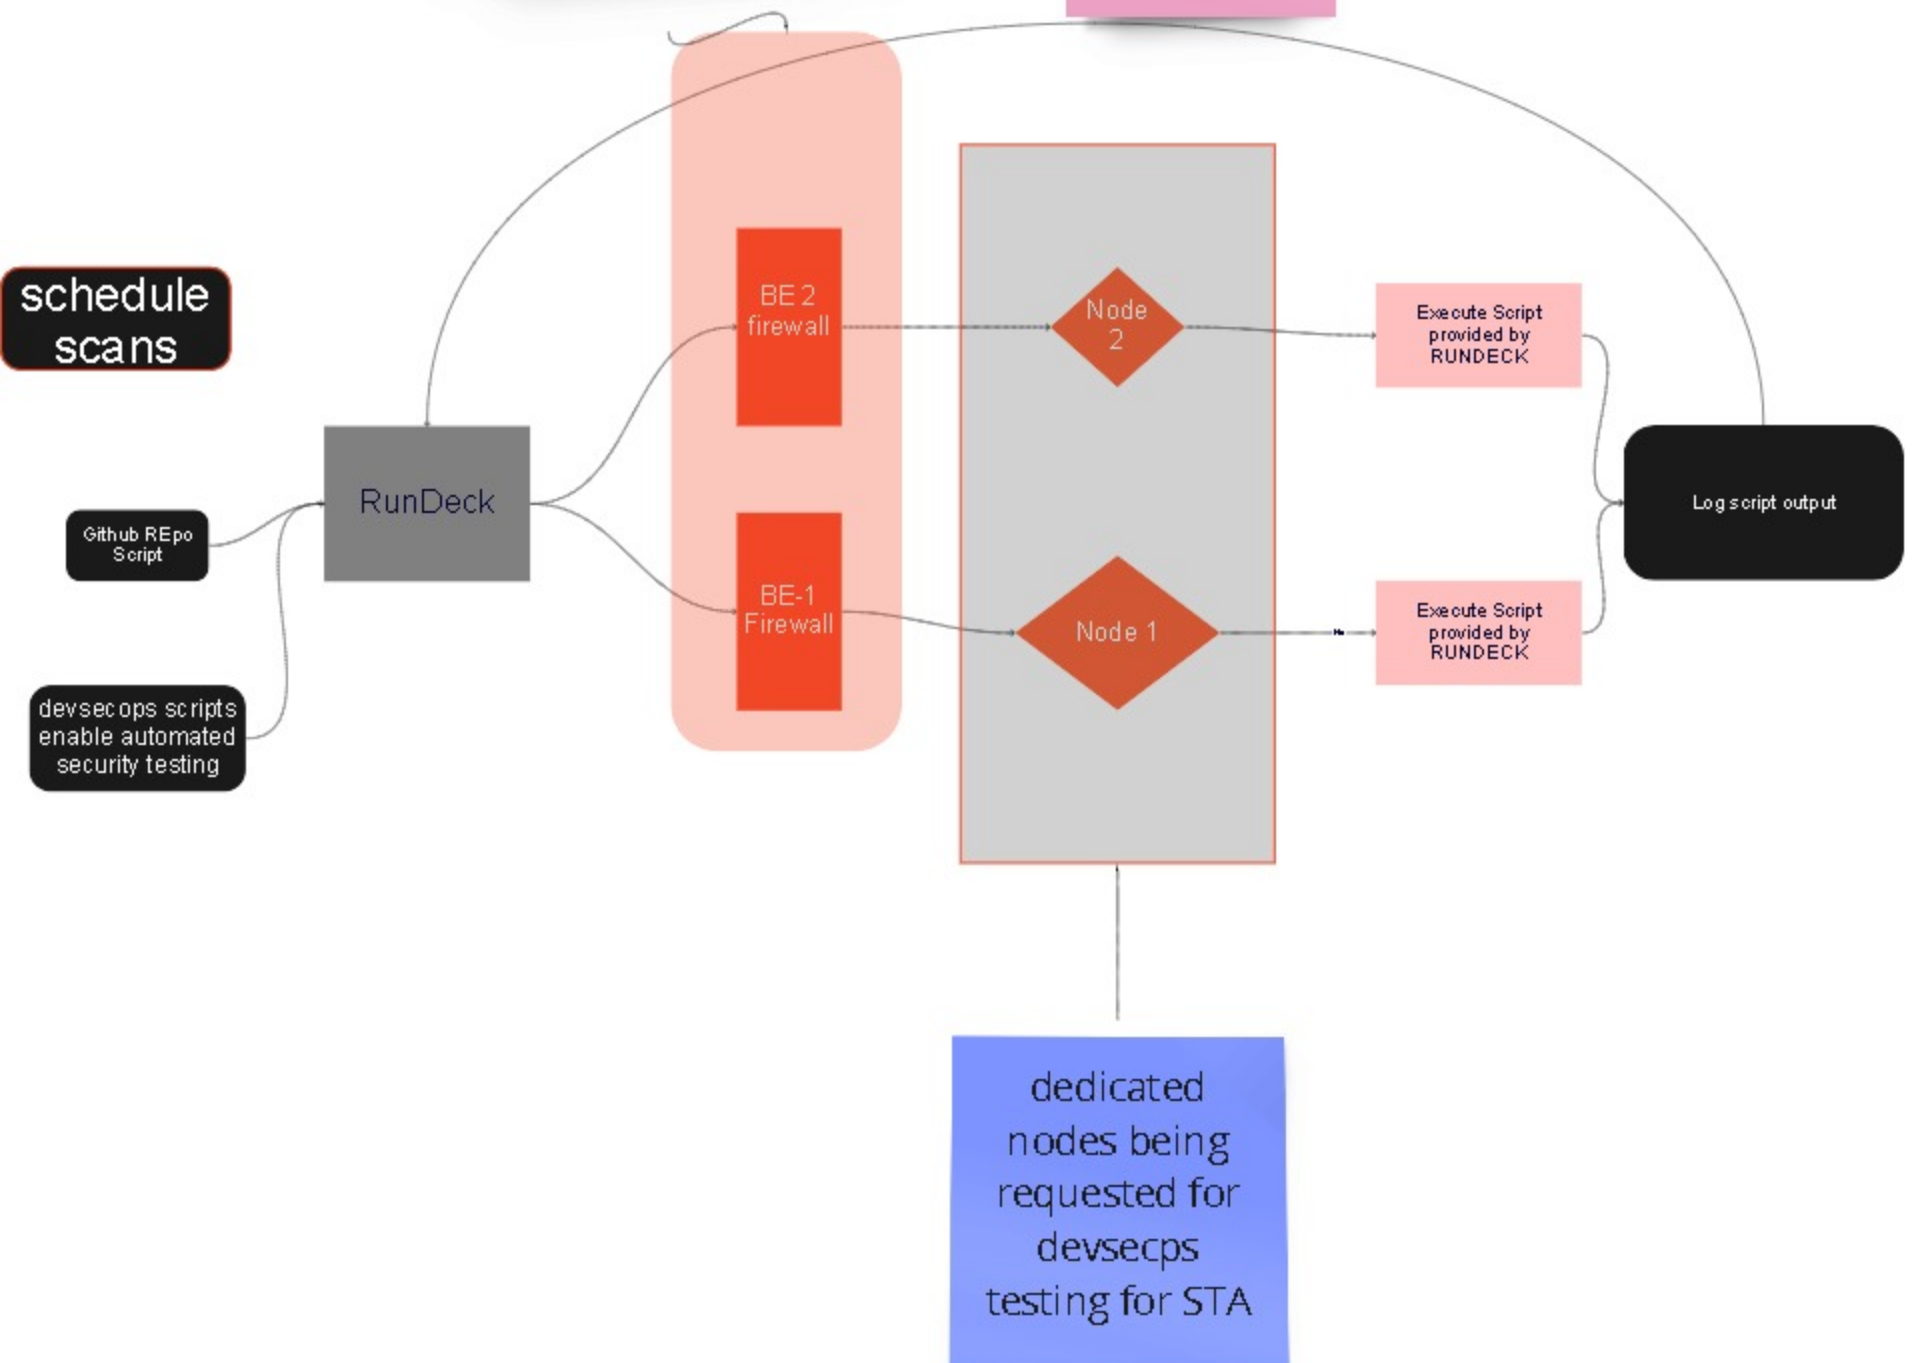 schedule
scans
BE 2
firewall
Node
2
Execute Script
provided by
RUNDECK
RunDeck
Github REpo
Script
BE-1
Firewall
Node 1
Execute Script
provided by
RUNDECK
Log script output
devsecops scripts
enable automated
security testing
dedicated
nodes being
requested for
devsecps
testing for STA